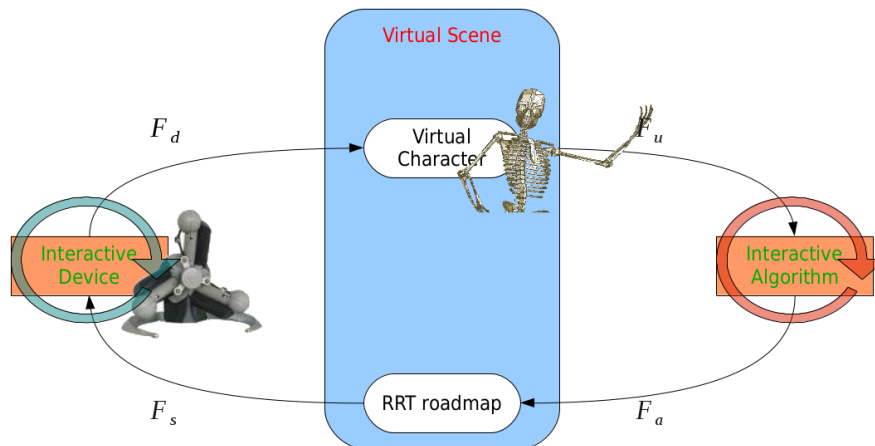 Virtual Scene
F d
Virtual
Character
F u
Interactive
Device
Interactive
Algorithm
F s
RRT roadmap
F a